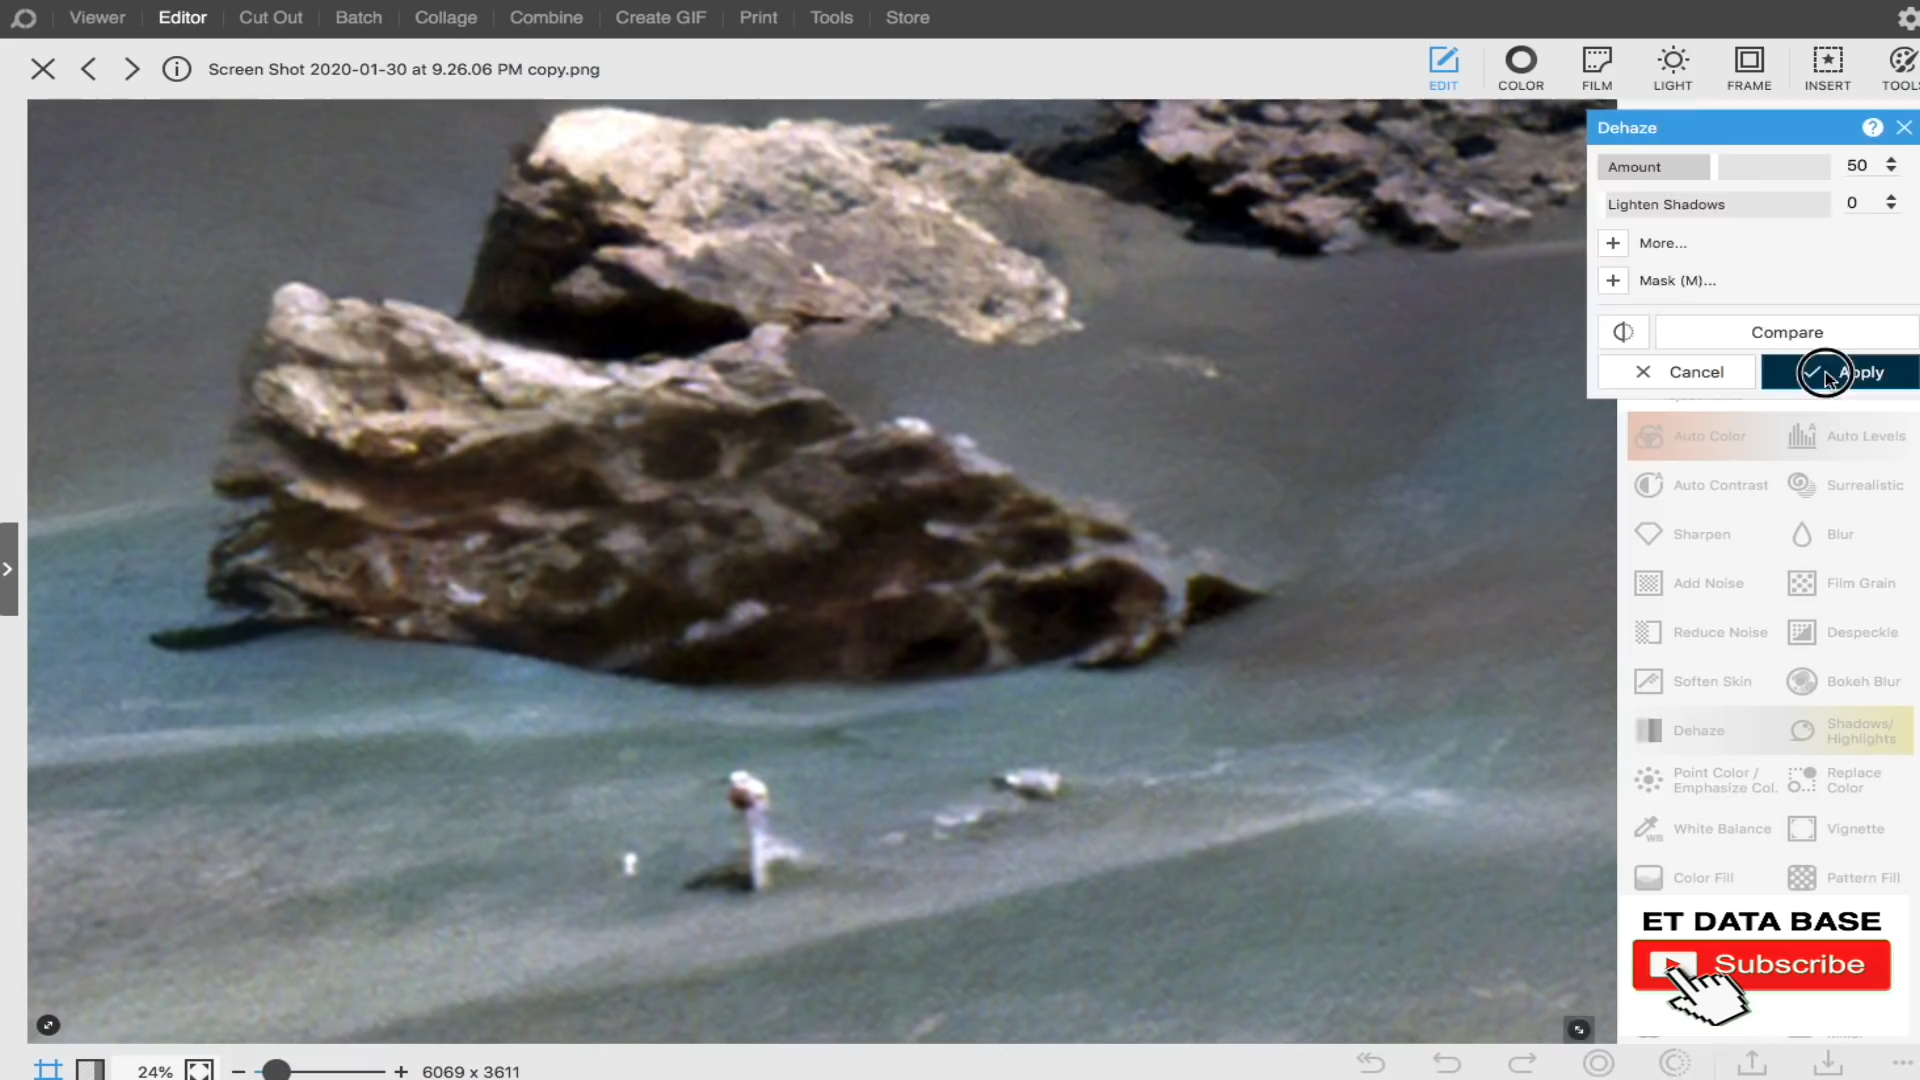 Viewer Editor Cut Out Batch Collage Combine Create GIF Print Tools Store
Screen Shot 2020-01-30 at 9.26.06 PM copy.png
EDIT COLOR FILM LIGHT FRAME INSERT TOOLS
Dehaze
Amount 50
Lighten Shadows 0
More...
Mask (M)...
Compare
Cancel Apply
Auto Color Auto Levels
Auto Contrast Surrealistic
Sharpen Blur
Add Noise Film Grain
Reduce Noise Despeckle
Soften Skin Bokeh Blur
Dehaze Shadows/
Highlights
Point Color / Replace
Emphasize Col. Color
White Balance Vignette
Color Fill Pattern Fill
ET DATA BASE
Subscribe
24% 6069 x 3611